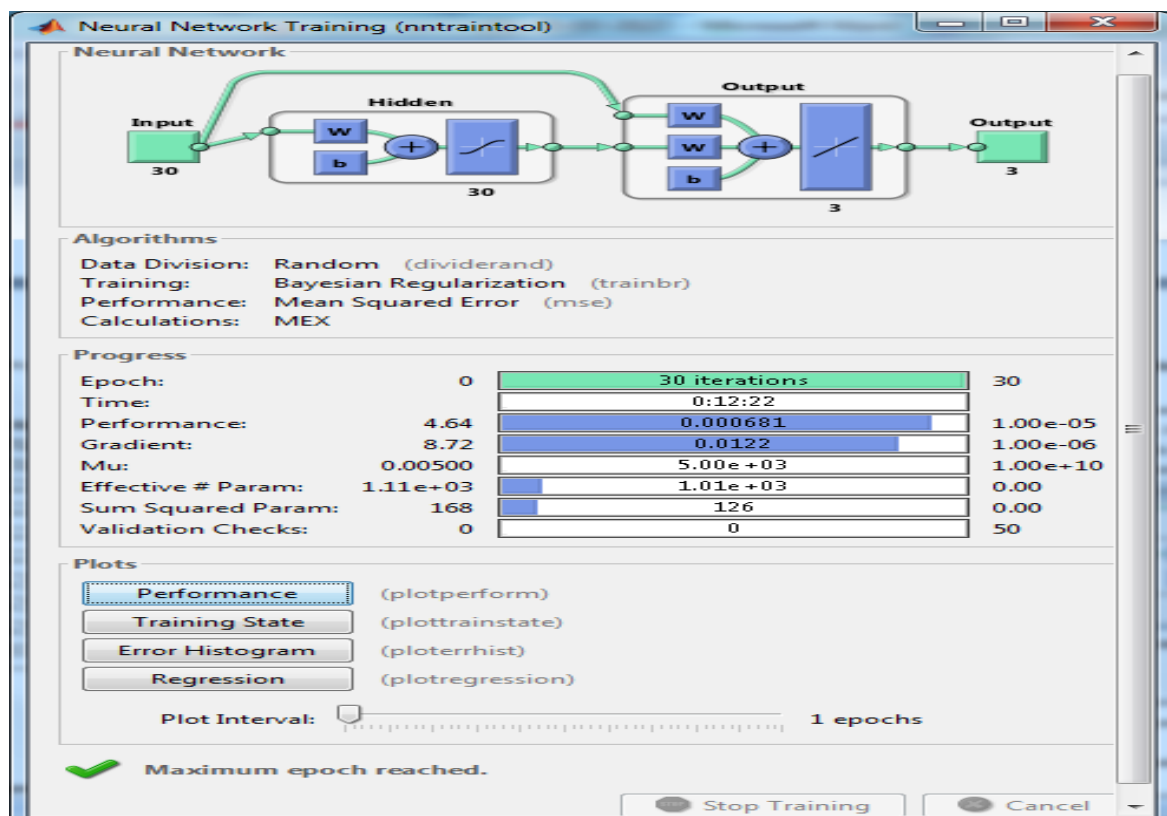 Neural Network Training (nntraintool)
Neural Network
Hidden
Output
Input
Output
W
b
+
W
W
b
+
30
30
3
3
Algorithms
Data Division: Random (dividerand)
Training: Bayesian Regularization (trainbr)
Performance: Mean Squared Error (mse)
Calculations: MEX
Progress
Epoch: 0 30 iterations 30
Time: 0:12:22
Performance: 4.64 0.000681 1.00e-05
Gradient: 8.72 0.0122 1.00e-06
Mu: 0.00500 5.00e+03 1.00e+10
Effective # Param: 1.11e+03 1.01e+03 0.00
Sum Squared Param: 168 126 0.00
Validation Checks: 0 0 50
Plots
Performance (plotperform)
Training State (plottrainstate)
Error Histogram (ploterrhist)
Regression (plotregression)
Plot Interval: 1 epochs
Maximum epoch reached.
Stop Training Cancel